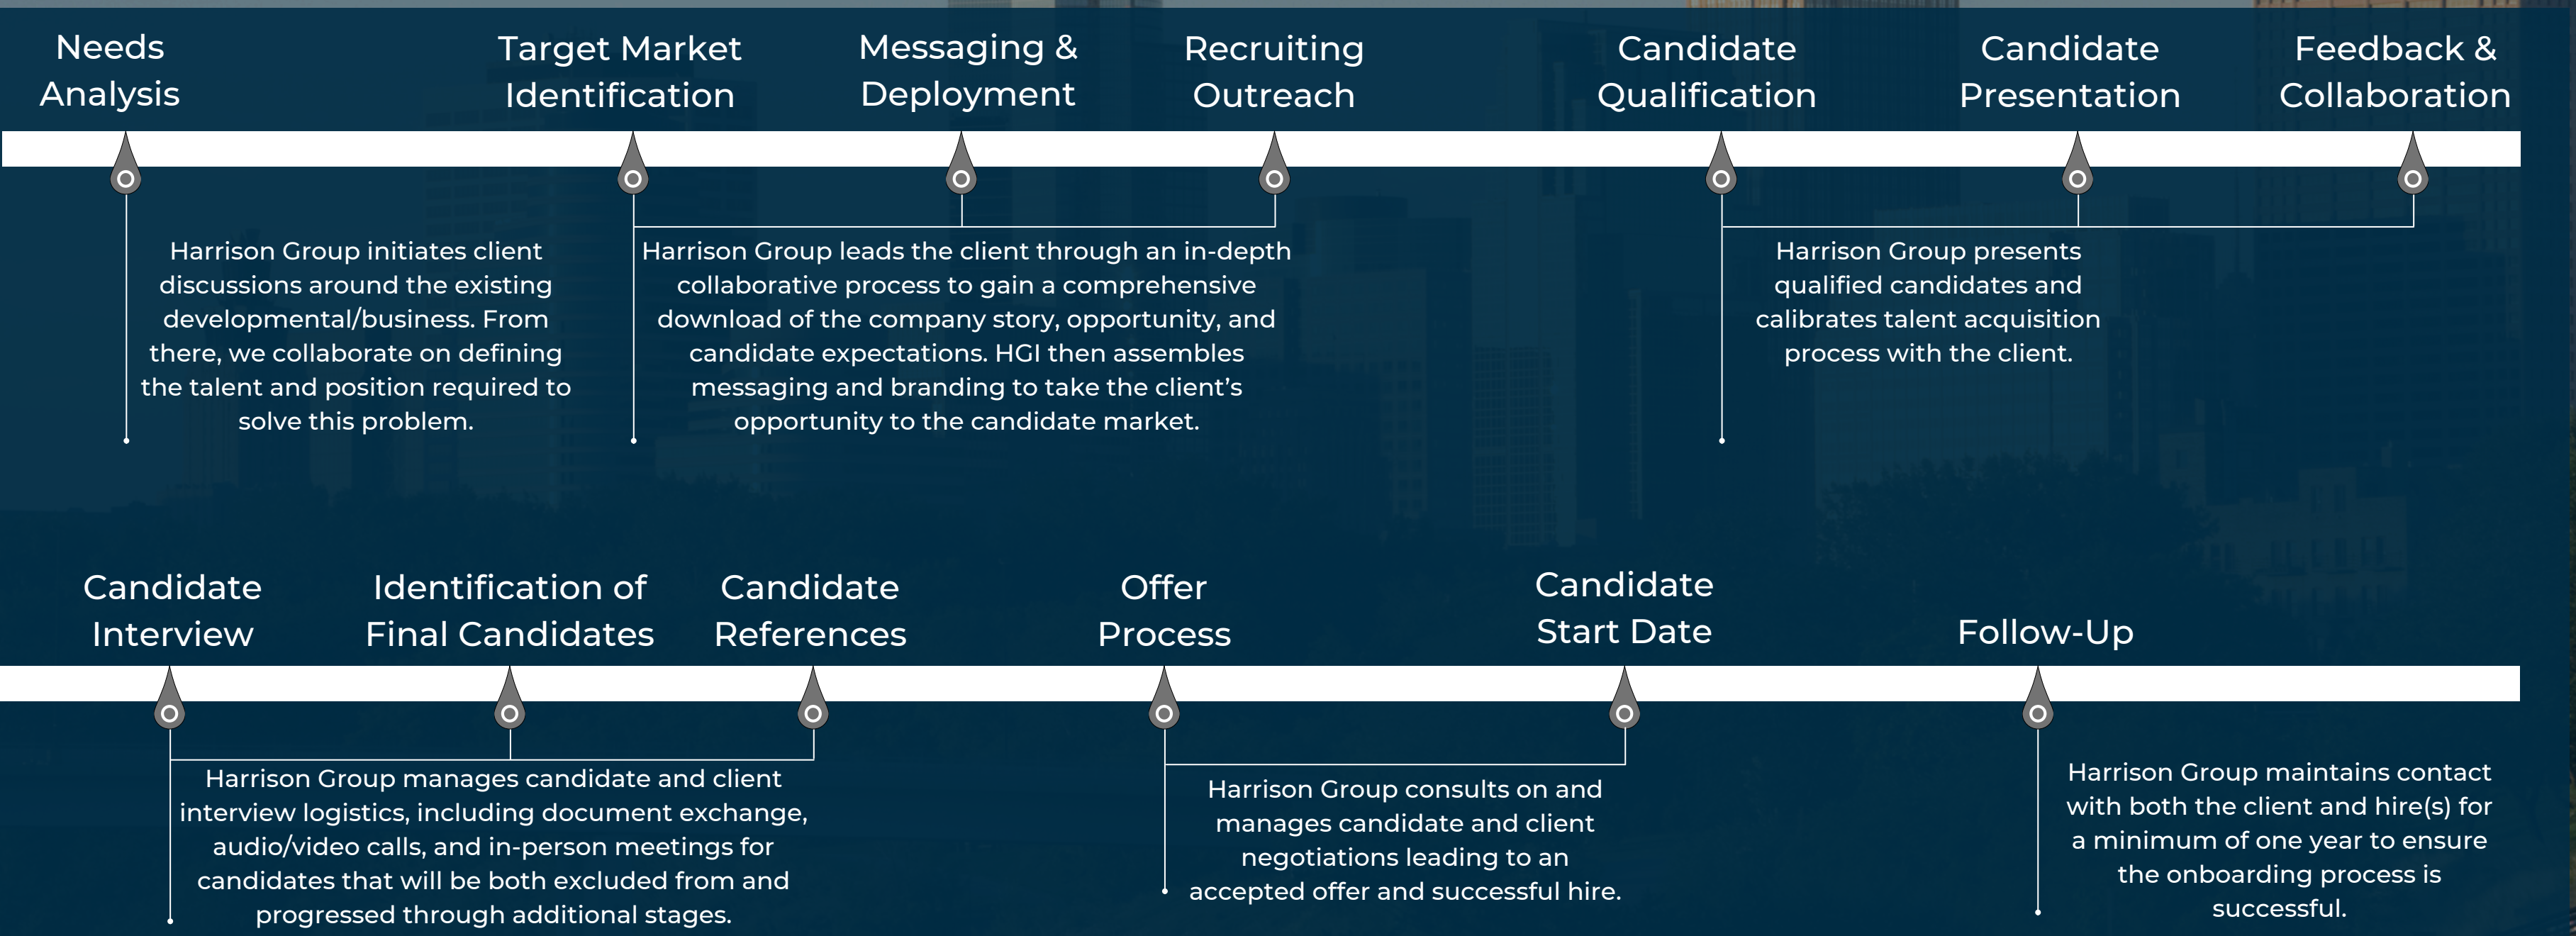 Needs
Analysis
Target Market
Identification
Messaging &
Deployment
Recruiting
Outreach
Candidate
Qualification
Candidate
Presentation
Feedback &
Collaboration
Harrison Group initiates client
discussions around the existing
developmental/business. From
there, we collaborate on defining
the talent and position required to
solve this problem.
Harrison Group leads the client through an in-depth
collaborative process to gain a comprehensive
download of the company story, opportunity, and
candidate expectations. HGI then assembles
messaging and branding to take the client’s
opportunity to the candidate market.
Harrison Group presents
qualified candidates and
calibrates talent acquisition
process with the client.
Candidate
Interview
Identification of
Final Candidates
Candidate
References
Offer
Process
Candidate
Start Date
Follow-Up
Harrison Group manages candidate and client
interview logistics, including document exchange,
audio/video calls, and in-person meetings for
candidates that will be both excluded from and
progressed through additional stages.
Harrison Group consults on and
manages candidate and client
negotiations leading to an
accepted offer and successful hire.
Harrison Group maintains contact
with both the client and hire(s) for
a minimum of one year to ensure
the onboarding process is
successful.